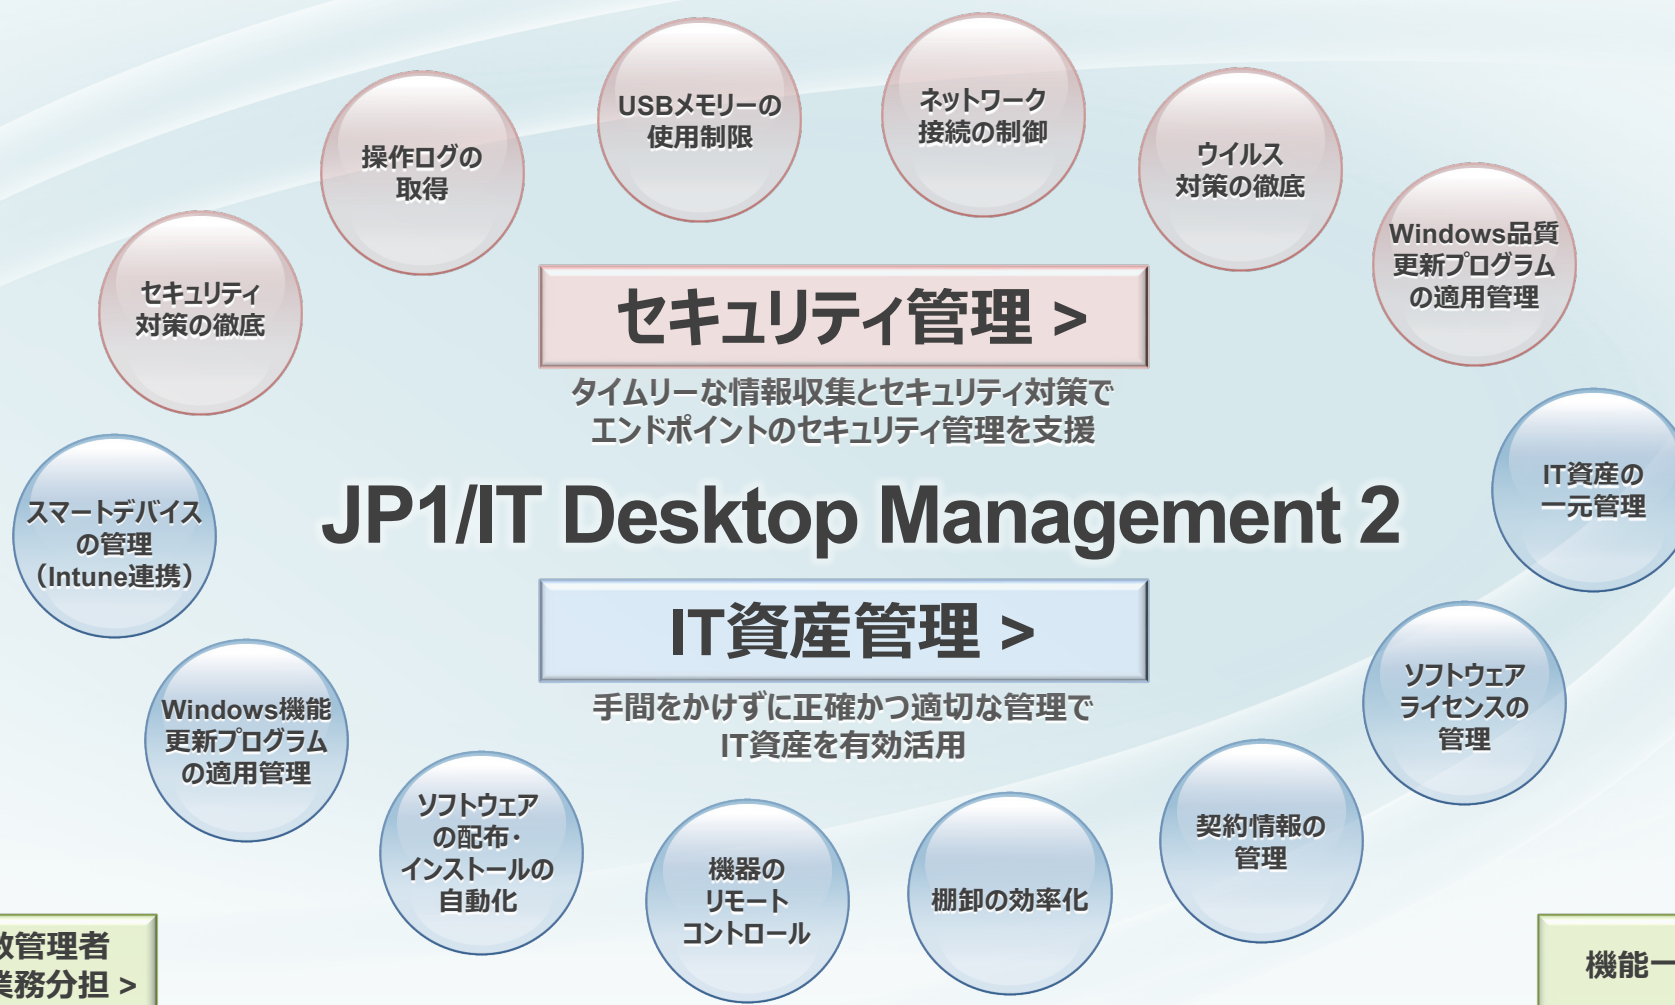 USBメモリーの
使用制限
ネットワーク
接続の制御
操作ログの
取得
ウイルス
対策の徹底
セキュリティ
対策の徹底
Windows品質
更新プログラム
の適用管理
セキュリティ管理 >
タイムリーな情報収集とセキュリティ対策で
エンドポイントのセキュリティ管理を支援
JP1/IT Desktop Management 2
スマートデバイス
の管理
（Intune連携）
IT資産の
一元管理
IT資産管理 >
手間をかけずに正確かつ適切な管理で
IT資産を有効活用
Windows機能
更新プログラム
の適用管理
ソフトウェア
ライセンスの
管理
ソフトウェア
の配布・
インストールの
自動化
機器の
リモート
コントロール
棚卸の効率化
契約情報の
管理
管理者
業務分担 >
機能一